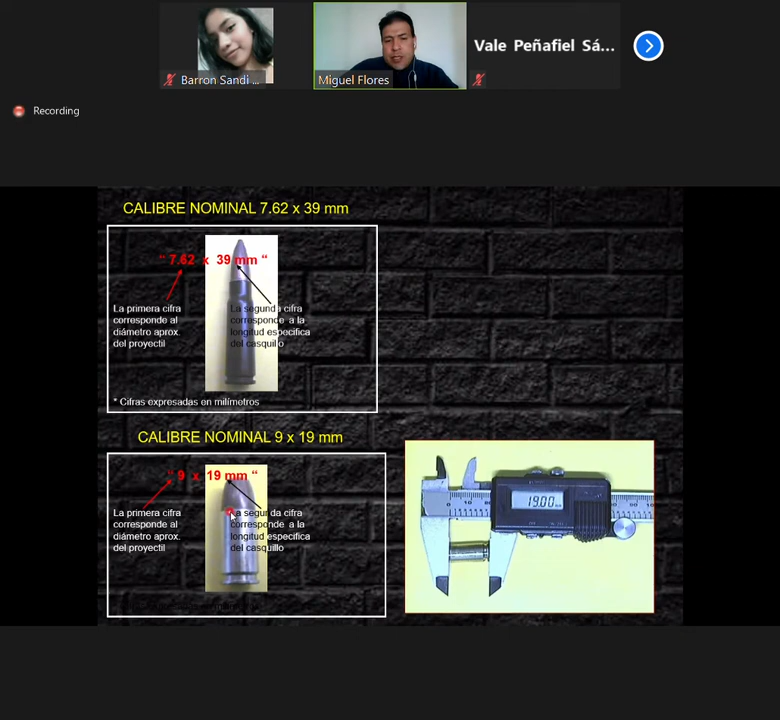 Barron Sandi ...
Miguel Flores
Vale Peñafiel Sá...
Recording
CALIBRE NOMINAL 7.62 x 39 mm
“ 7.62 x 39 mm “
La primera cifra
corresponde al
diámetro aprox.
del proyectil
La segunda cifra
corresponde a la
longitud especifica
del casquillo
* Cifras expresadas en milímetros
CALIBRE NOMINAL 9 x 19 mm
“ 9 x 19 mm “
La primera cifra
corresponde al
diámetro aprox.
del proyectil
La segunda cifra
corresponde a la
longitud especifica
del casquillo
19.00